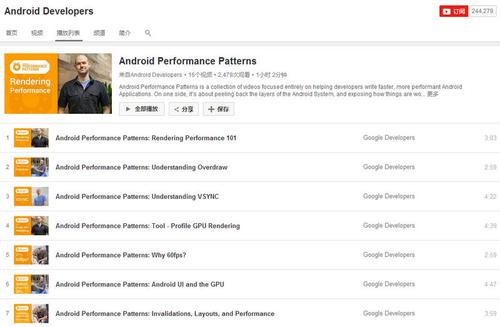 Android Developers
订阅 244,279
首页 视频 播放列表 频道 简介
Rendering
Performance
Android Performance Patterns
来自Android Developers • 16个视频 • 2,478次观看 • 1小时 2分钟
Android Performance Patterns is a collection of videos focused entirely on helping developers write faster, more performant Android
Applications. On one side, it's about peeling back the layers of the Android System, and exposing how things are wo... 更多
全部播放 分享 保存
1 Android Performance Patterns: Rendering Performance 101 Google Developers 3:03
2 Android Performance Patterns: Understanding Overdraw Google Developers 2:59
3 Android Performance Patterns: Understanding VSYNC Google Developers 4:22
4 Android Performance Patterns: Tool - Profile GPU Rendering Google Developers 4:39
5 Android Performance Patterns: Why 60fps? Google Developers 2:59
6 Android Performance Patterns: Android UI and the GPU Google Developers 4:47
7 Android Performance Patterns: Invalidations, Layouts, and Performance Google Developers 3:59